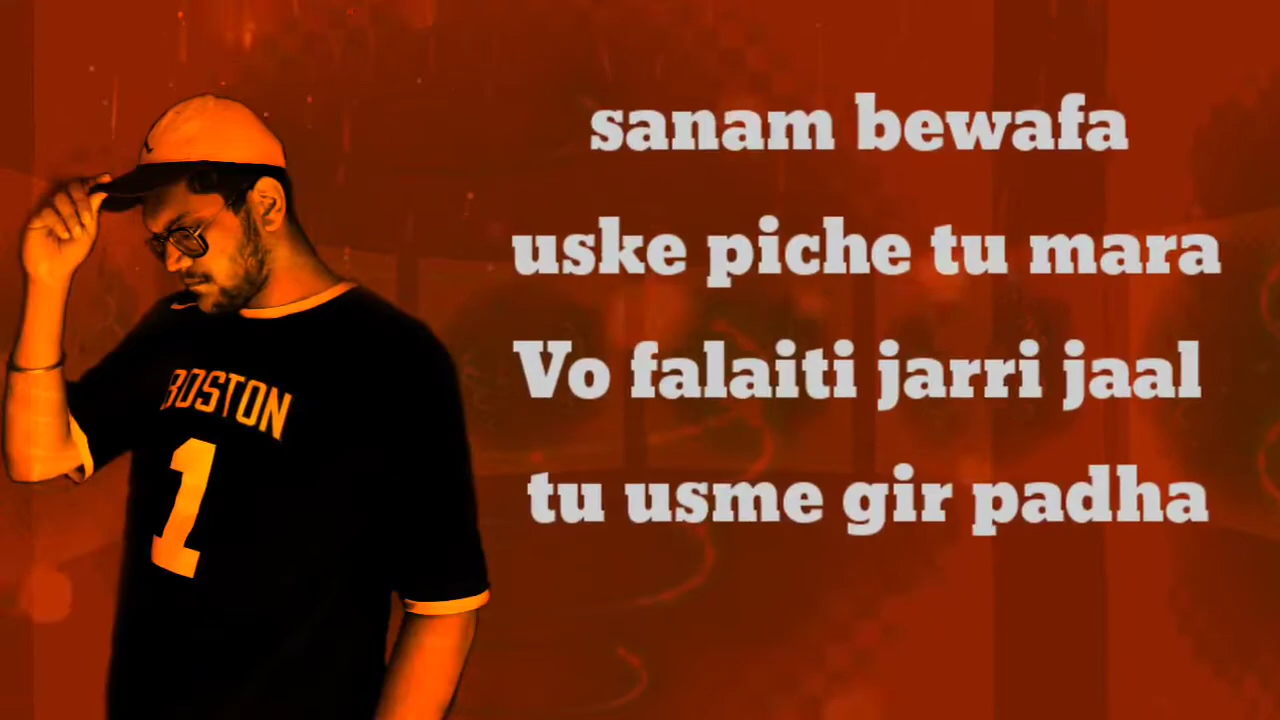 sanam bewafa
uske piche tu mara
Vo falaiti jarri jaal
tu usme gir padha
BOSTON
1